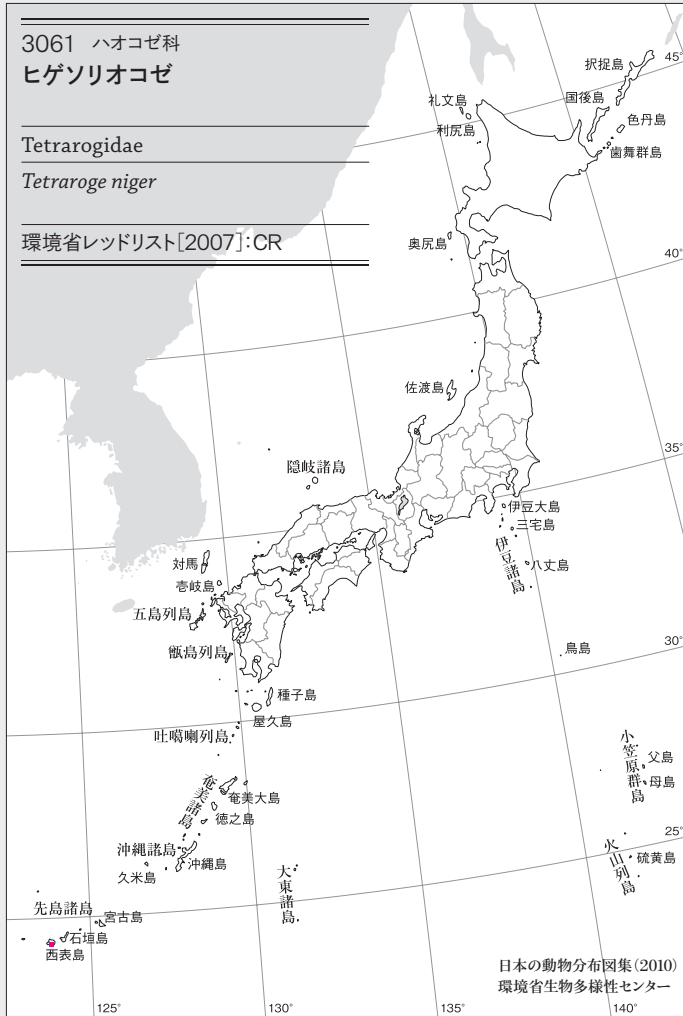 3061 ハオコゼ科
ヒゲソリオコゼ
Tetrarogidae
Tetraroge niger
環境省レッドリスト[2007]:CR
択捉島
45°
礼文島
国後島
利尻島
色丹島
歯舞群島
奥尻島
40°
佐渡島
35°
隠岐諸島
伊豆大島
三宅島
伊豆諸島
八丈島
対馬
壱岐島
五島列島
甑島列島
鳥島
30°
種子島
屋久島
吐噶喇列島
小笠原群島
父島
母島
奄美諸島
奄美大島
徳之島
25°
沖縄諸島
沖縄島
久米島
火山列島
硫黄島
大東諸島
先島諸島
宮古島
石垣島
西表島
日本の動物分布図集(2010)
環境省生物多様性センター
125°
130°
135°
140°